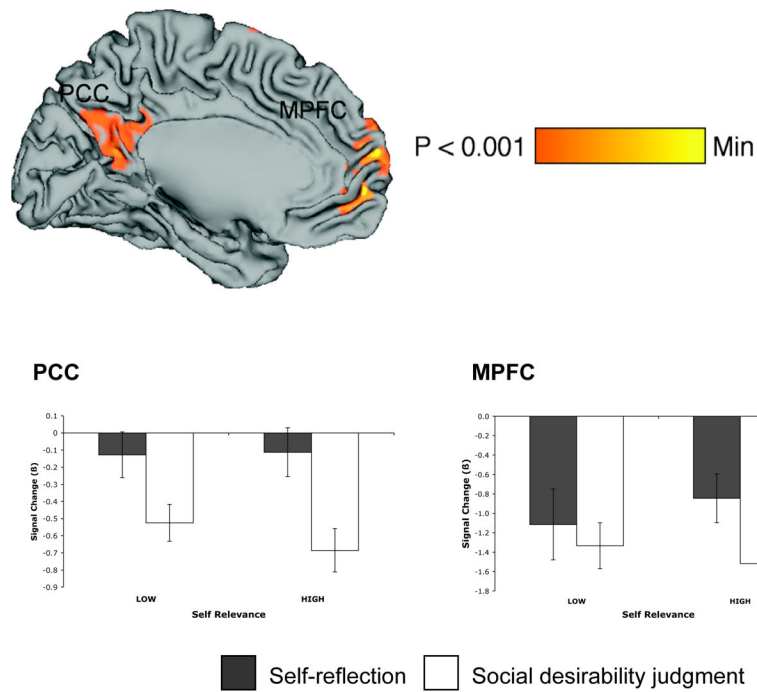 PCC
MPFC
P < 0.001
Min
PCC
Signal Change (ß)
0.1
0
-0.1
-0.2
-0.3
-0.4
-0.5
-0.6
-0.7
-0.8
-0.9
LOW
HIGH
Self Relevance
MPFC
Signal Change (ß)
0.0
-0.2
-0.4
-0.6
-0.8
-1.0
-1.2
-1.4
-1.6
-1.8
LOW
HIGH
Self Relevance
Self-reflection
Social desirability judgment